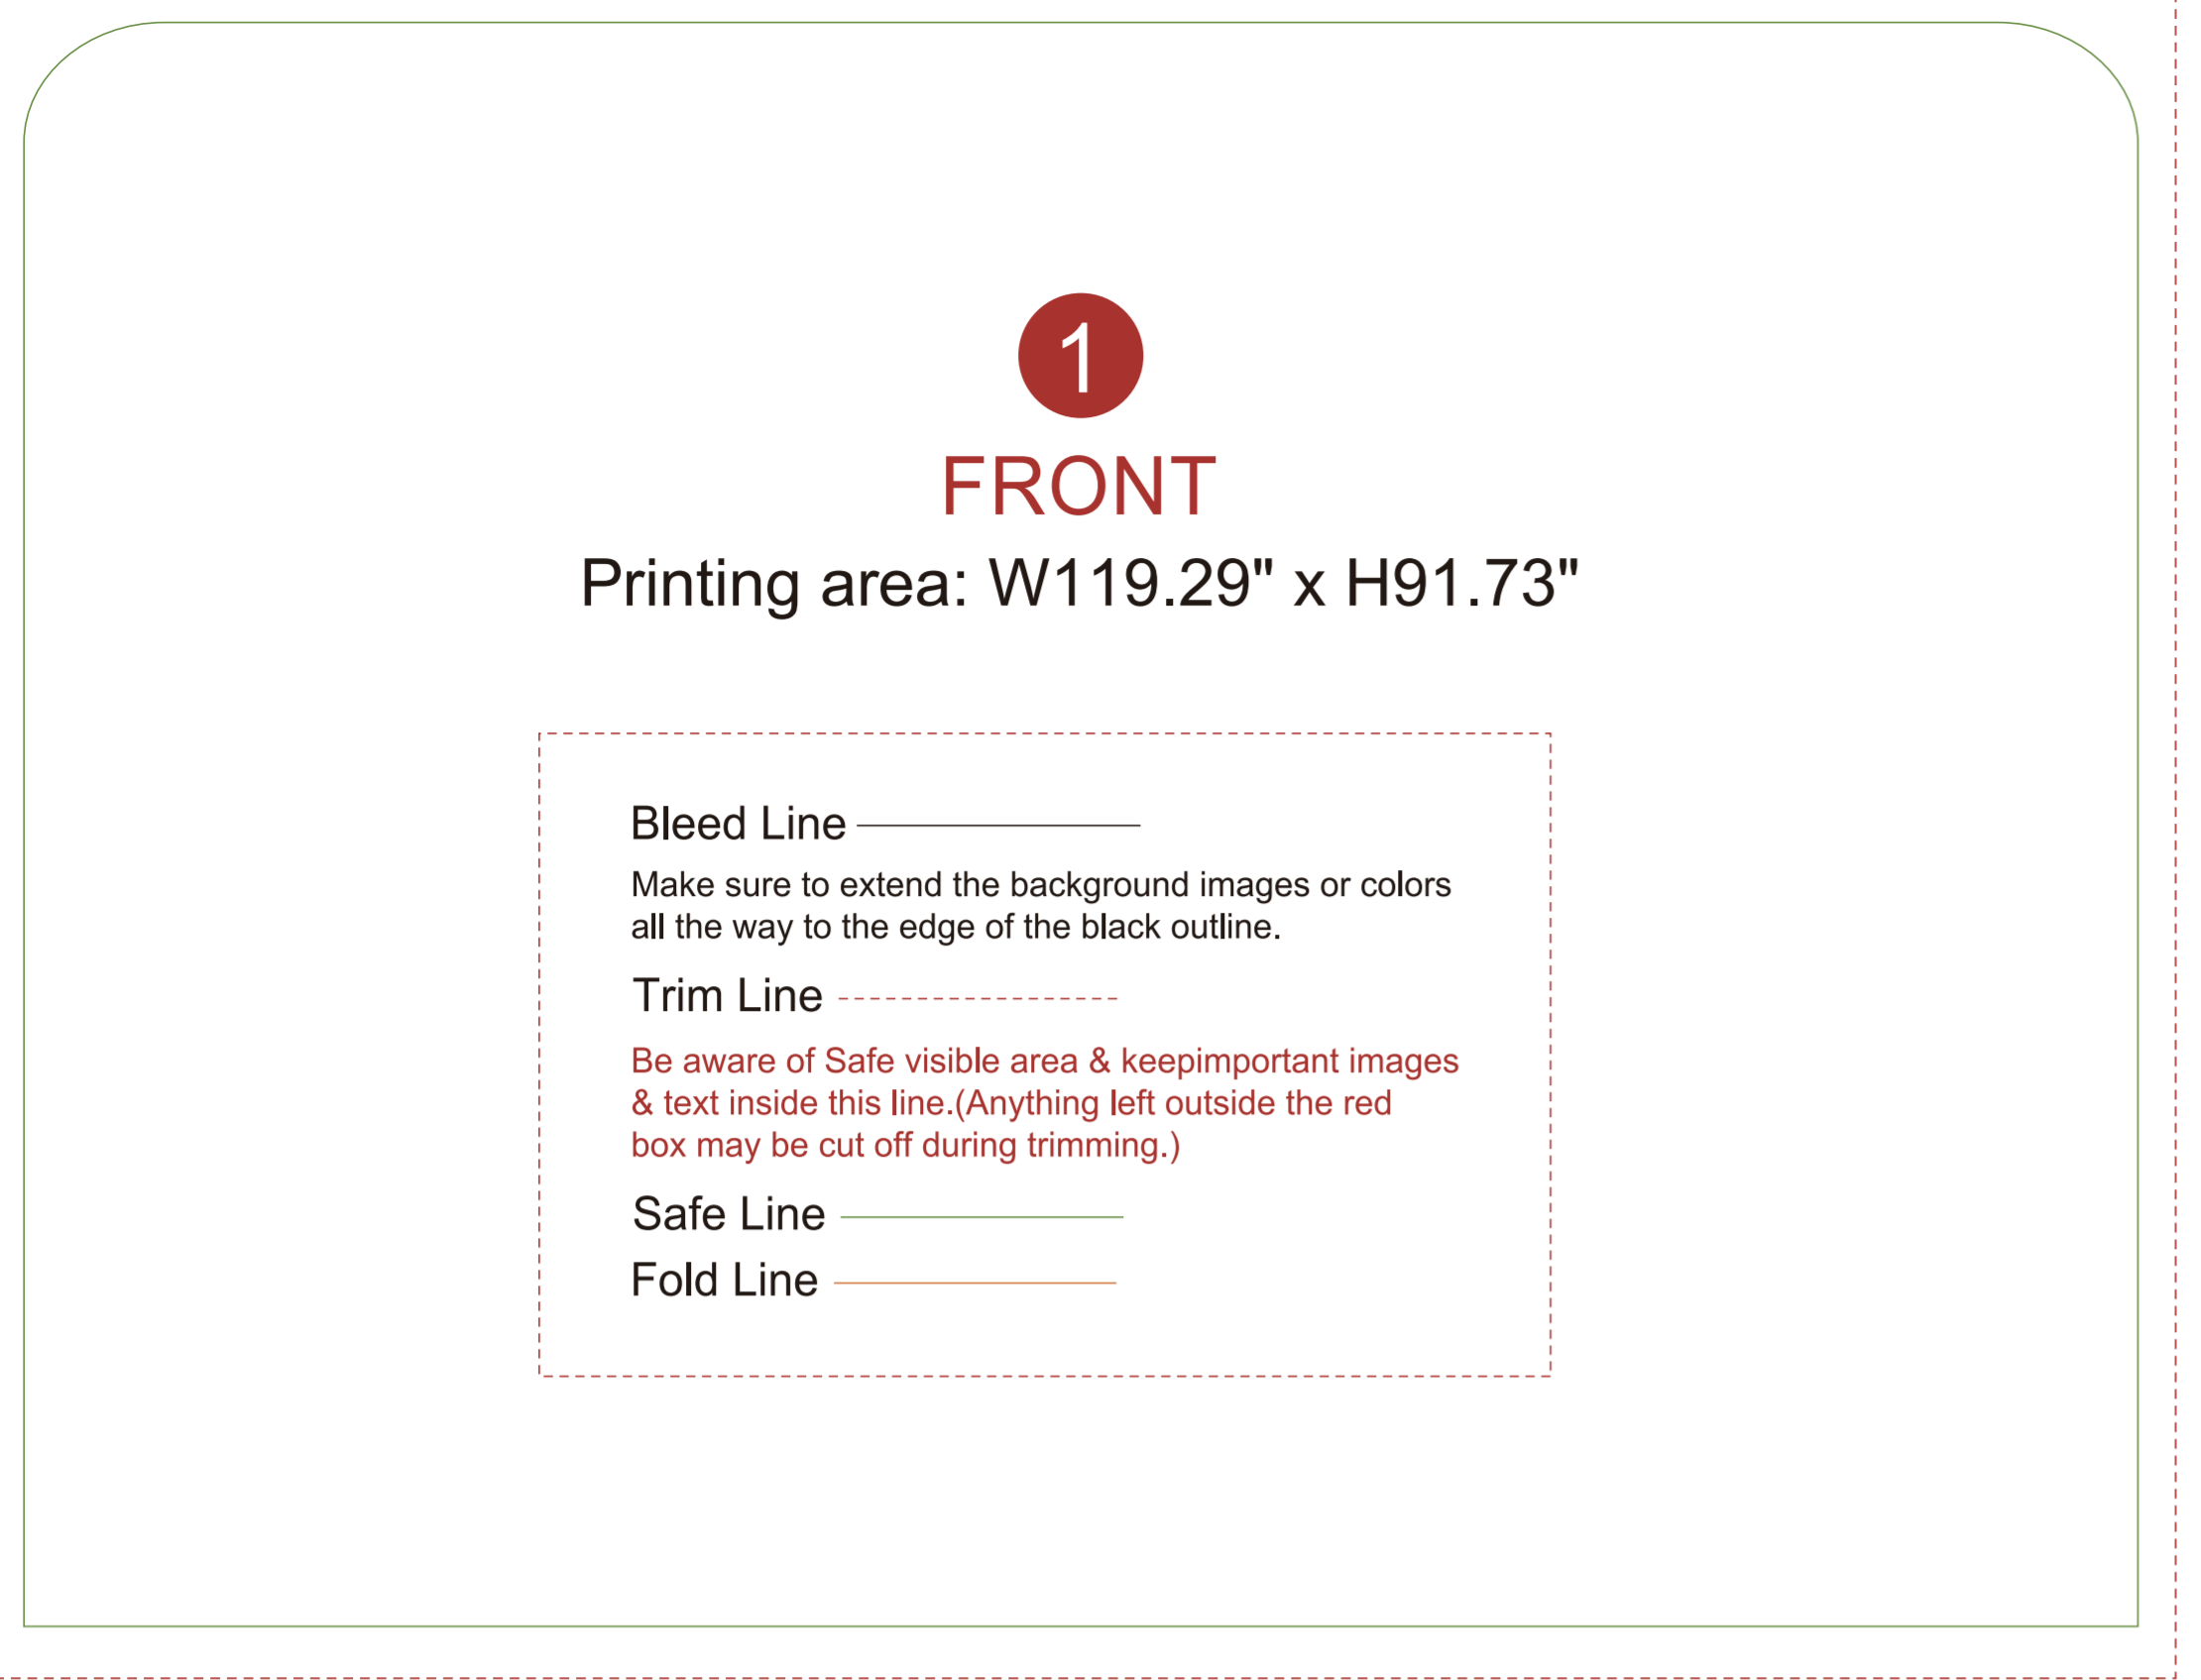 1
FRONT
Printing area: W119.29" x H91.73"
Bleed Line
Make sure to extend the background images or colors
all the way to the edge of the black outline.
Trim Line
Be aware of Safe visible area & keepimportant images
& text inside this line.(Anything left outside the red
box may be cut off during trimming.)
Safe Line
Fold Line